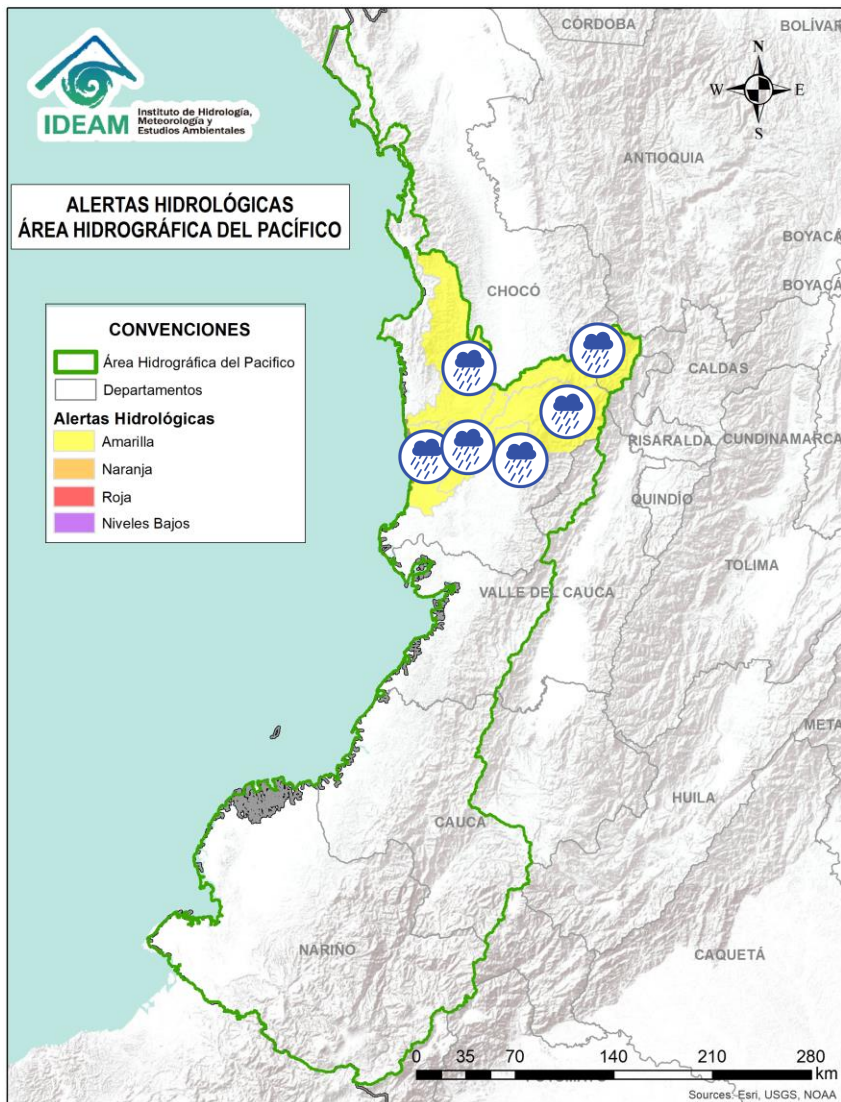 CÓRDOBA
BOLÍVAR
IDEAM
Instituto de Hidrología,
Meteorología y
Estudios Ambientales
N
W
E
S
ANTIOQUIA
ALERTAS HIDROLÓGICAS
ÁREA HIDROGRÁFICA DEL PACÍFICO
BOYACÁ
BOYACÁ
CHOCÓ
CONVENCIONES
Área Hidrográfica del Pacifico
Departamentos
Alertas Hidrológicas
Amarilla
Naranja
Roja
Niveles Bajos
CALDAS
RISARALDA
CUNDINAMARCA
QUINDÍO
TOLIMA
VALLE DEL CAUCA
META
HUILA
CAUCA
NARIÑO
CAQUETÁ
0 35 70 140 210 280
km
Sources: Esri, USGS, NOAA